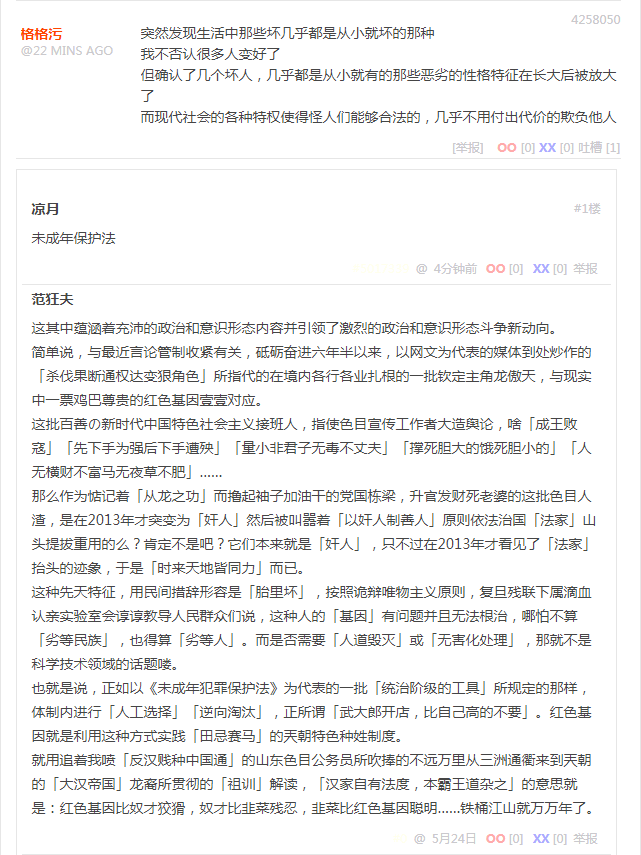 4258050
格格污
@22 MINS AGO
突然发现生活中那些坏几乎都是从小就坏的那种
我不否认很多人变好了
但确认了几个坏人，几乎都是从小就有的那些恶劣的性格特征在长大后被放大
了
而现代社会的各种特权使得怪人们能够合法的，几乎不用付出代价的欺负他人
[举报] OO [0] XX [0] 吐槽 [1]
凉月 #1楼
未成年保护法
@ 4分钟前 OO [0] XX [0] 举报
范狂夫
这其中蕴涵着充沛的政治和意识形态内容并引领了激烈的政治和意识形态斗争新动向。
简单说，与最近言论管制收紧有关，砥砺奋进六年半以来，以网文为代表的媒体到处炒作的
「杀伐果断通权达变狠角色」所指代的在境内各行各业扎根的一批钦定主角龙傲天，与现实
中一票鸡巴尊贵的红色基因壹壹对应。
这批百善の新时代中国特色社会主义接班人，指使色目宣传工作者大造舆论，啥「成王败
寇」「先下手为强后下手遭殃」「量小非君子无毒不丈夫」「撑死胆大的饿死胆小的」「人
无横财不富马无夜草不肥」……
那么作为惦记着「从龙之功」而撸起袖子加油干的党国栋梁，升官发财死老婆的这批色目人
渣，是在2013年才突变为「奸人」然后被叫嚣着「以奸人制善人」原则依法治国「法家」山
头提拔重用的么？肯定不是吧？它们本来就是「奸人」，只不过在2013年才看见了「法家」
抬头的迹象，于是「时来天地皆同力」而已。
这种先天特征，用民间措辞形容是「胎里坏」，按照诡辩唯物主义原则，复旦残联下属滴血
认亲实验室会谆谆教导人民群众们说，这种人的「基因」有问题并且无法根治，哪怕不算
「劣等民族」，也得算「劣等人」。而是否需要「人道毁灭」或「无害化处理」，那就不是
科学技术领域的话题喽。
也就是说，正如以《未成年犯罪保护法》为代表的一批「统治阶级的工具」所规定的那样，
体制内进行「人工选择」「逆向淘汰」，正所谓「武大郎开店，比自己高的不要」。红色基
因就是利用这种方式实践「田忌赛马」的天朝特色种姓制度。
就用追着我喷「反汉贱种中国通」的山东色目公务员所吹捧的不远万里从三洲通衢来到天朝
的「大汉帝国」龙裔所贯彻的「祖训」解读，「汉家自有法度，本霸王道杂之」的意思就
是：红色基因比奴才狡猾，奴才比韭菜残忍，韭菜比红色基因聪明……铁桶江山就万万年了。
@ 5月24日 OO [0] XX [0] 举报